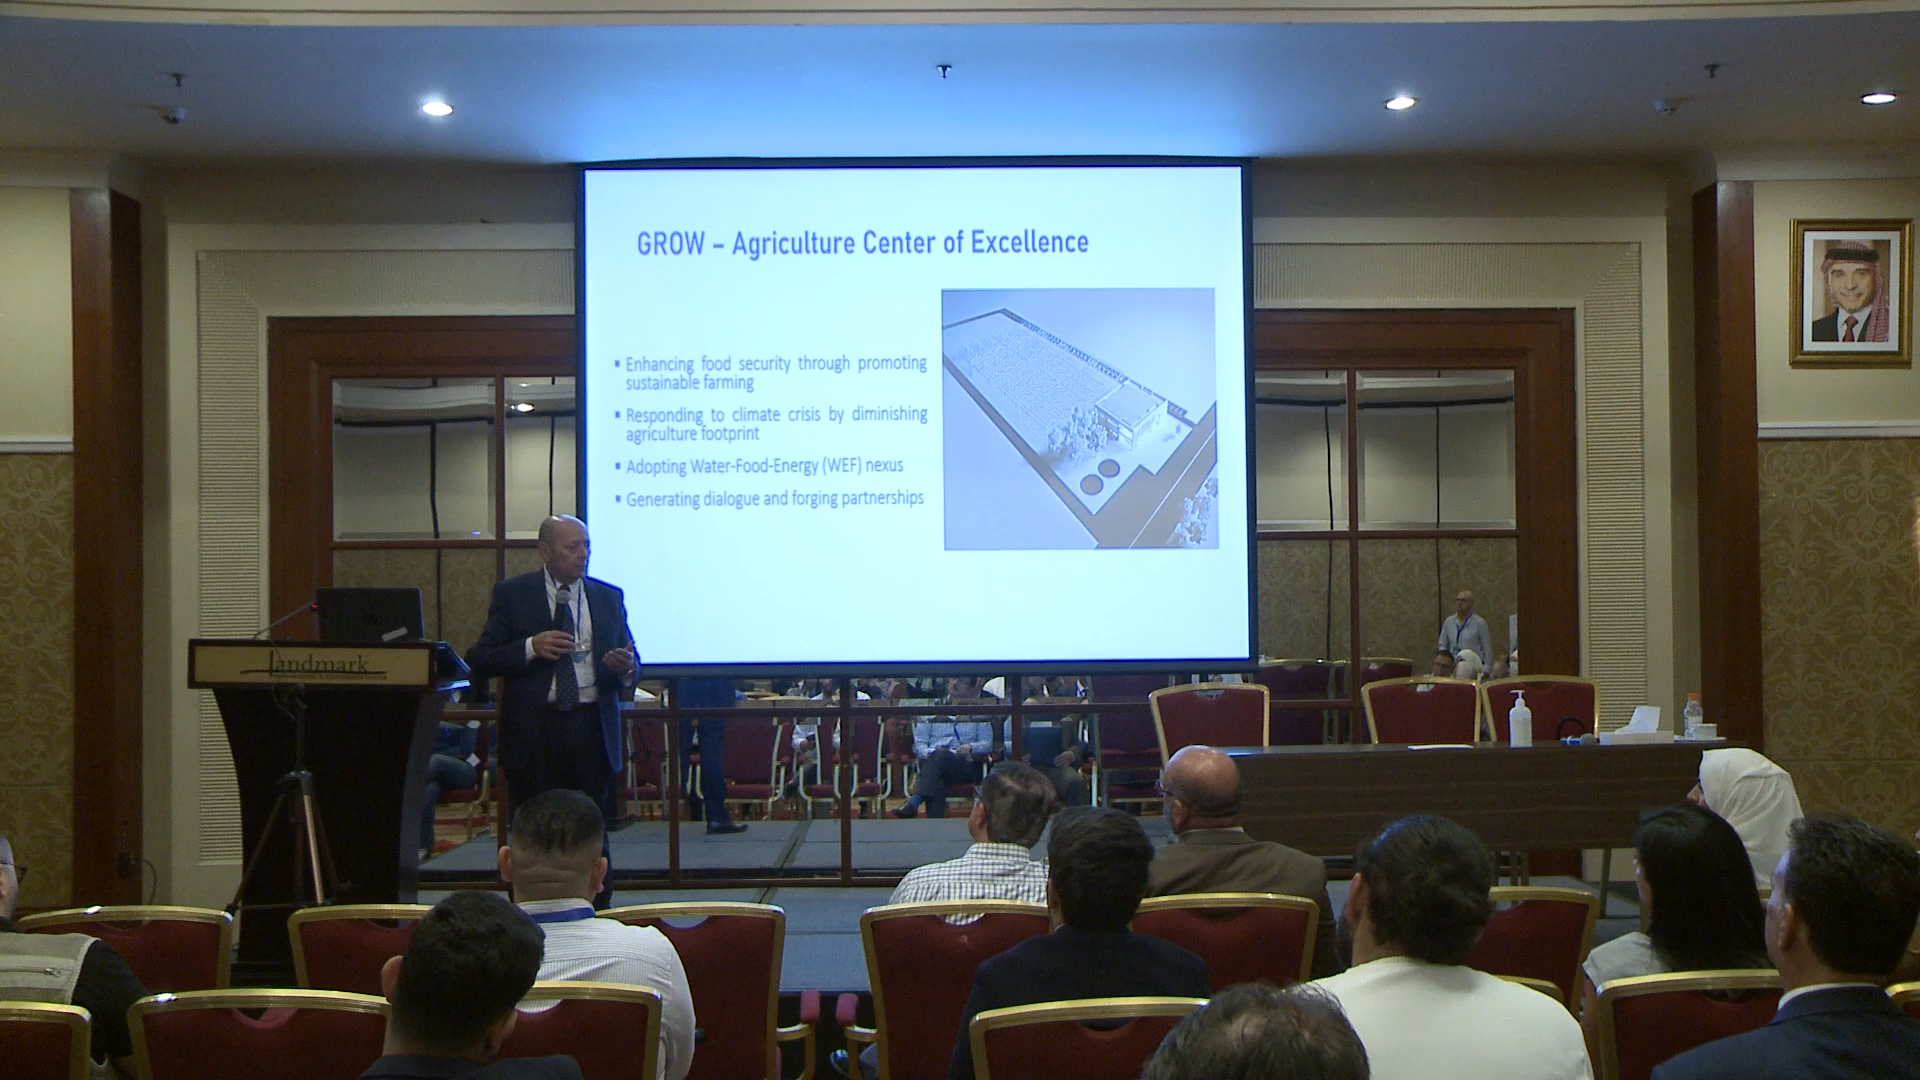 GROW – Agriculture Center of Excellence
▪ Enhancing food security through promoting
sustainable farming
▪ Responding to climate crisis by diminishing
agriculture footprint
▪ Adopting Water-Food-Energy (WEF) nexus
▪ Generating dialogue and forging partnerships
landmark